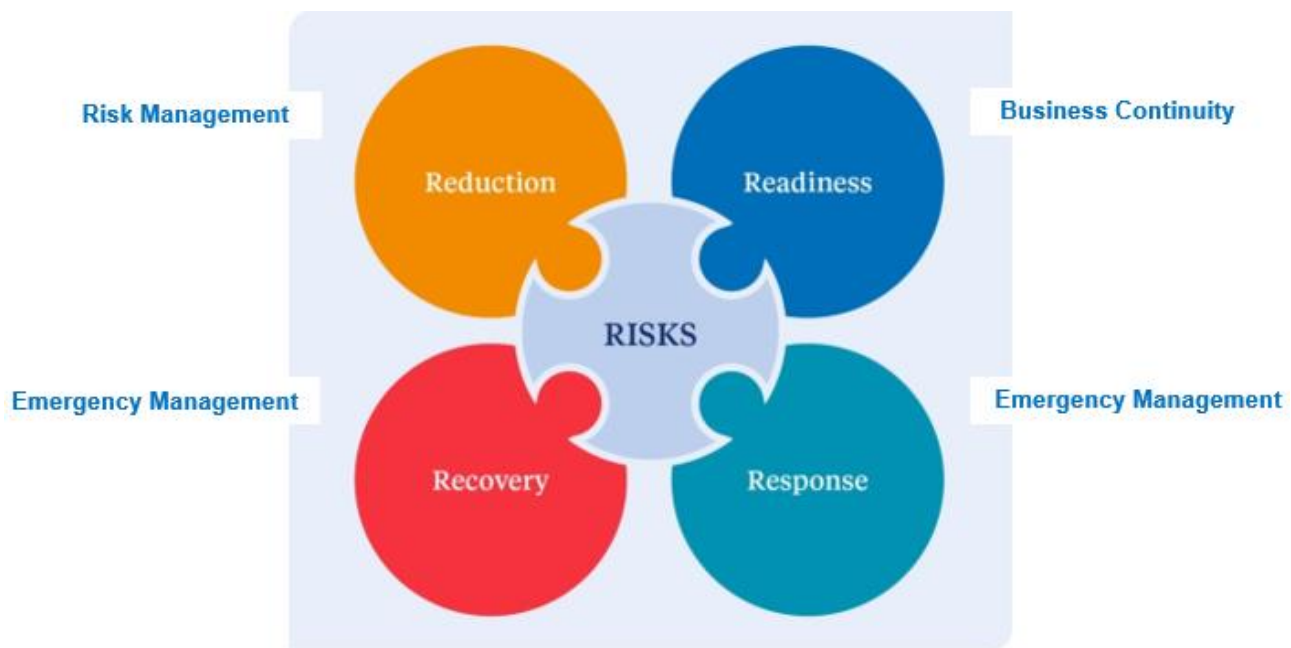 Risk Management
Business Continuity
Reduction
Readiness
RISKS
Emergency Management
Emergency Management
Recovery
Response